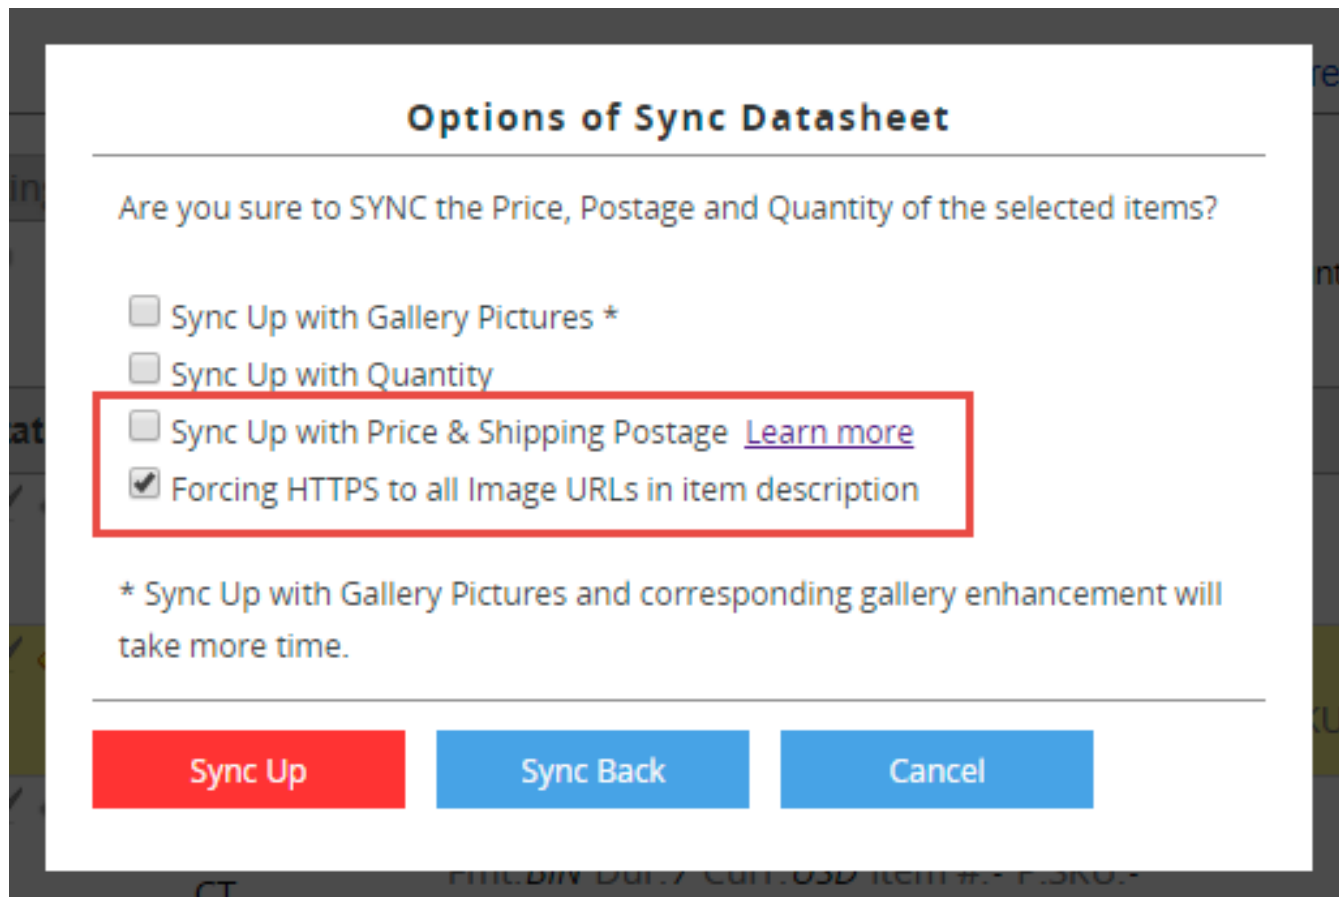 Options of Sync Datasheet
Are you sure to SYNC the Price, Postage and Quantity of the selected items?
Sync Up with Gallery Pictures *
Sync Up with Quantity
Sync Up with Price & Shipping Postage Learn more
Forcing HTTPS to all Image URLs in item description
* Sync Up with Gallery Pictures and corresponding gallery enhancement will
take more time.
Sync Up Sync Back Cancel